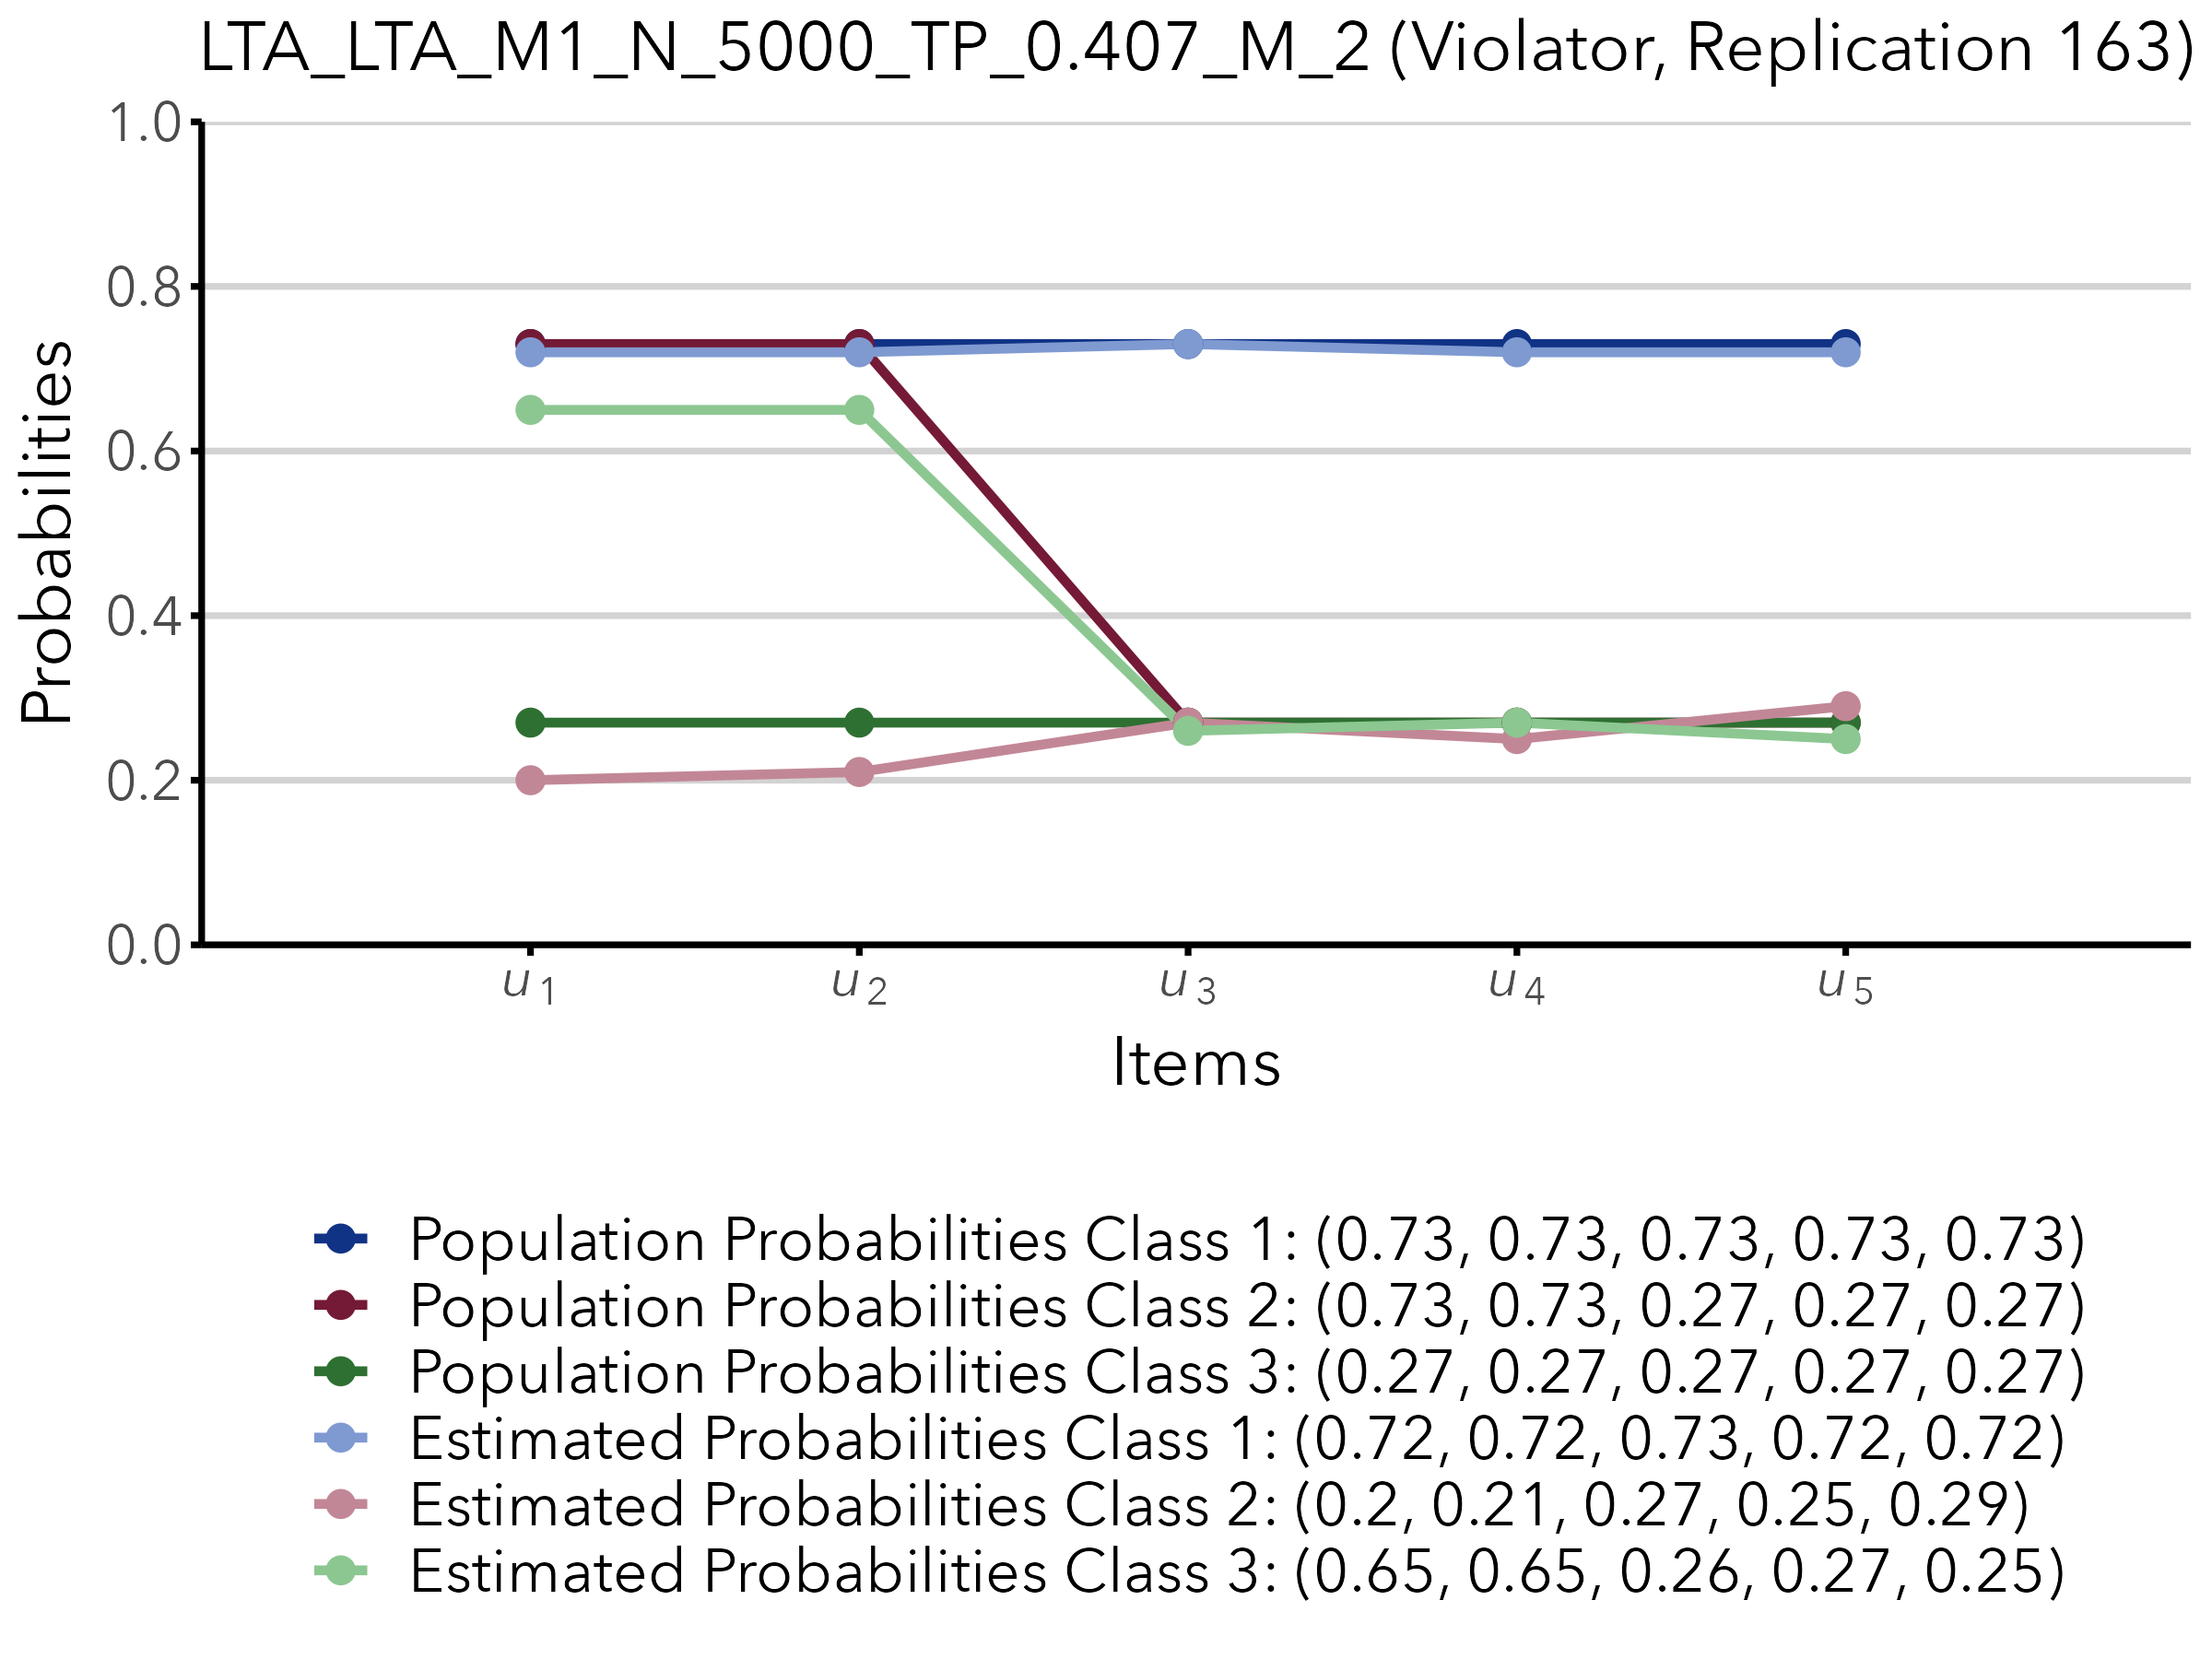 LTA_LTA_M1_N_5000_TP_0.407_M_2 (Violator, Replication 163)
1.0
0.8
0.6
0.4
0.2
0.0
Probabilities
u1 u2 u3 u4 u5
Items
Population Probabilities Class 1: (0.73, 0.73, 0.73, 0.73, 0.73)
Population Probabilities Class 2: (0.73, 0.73, 0.27, 0.27, 0.27)
Population Probabilities Class 3: (0.27, 0.27, 0.27, 0.27, 0.27)
Estimated Probabilities Class 1: (0.72, 0.72, 0.73, 0.72, 0.72)
Estimated Probabilities Class 2: (0.2, 0.21, 0.27, 0.25, 0.29)
Estimated Probabilities Class 3: (0.65, 0.65, 0.26, 0.27, 0.25)